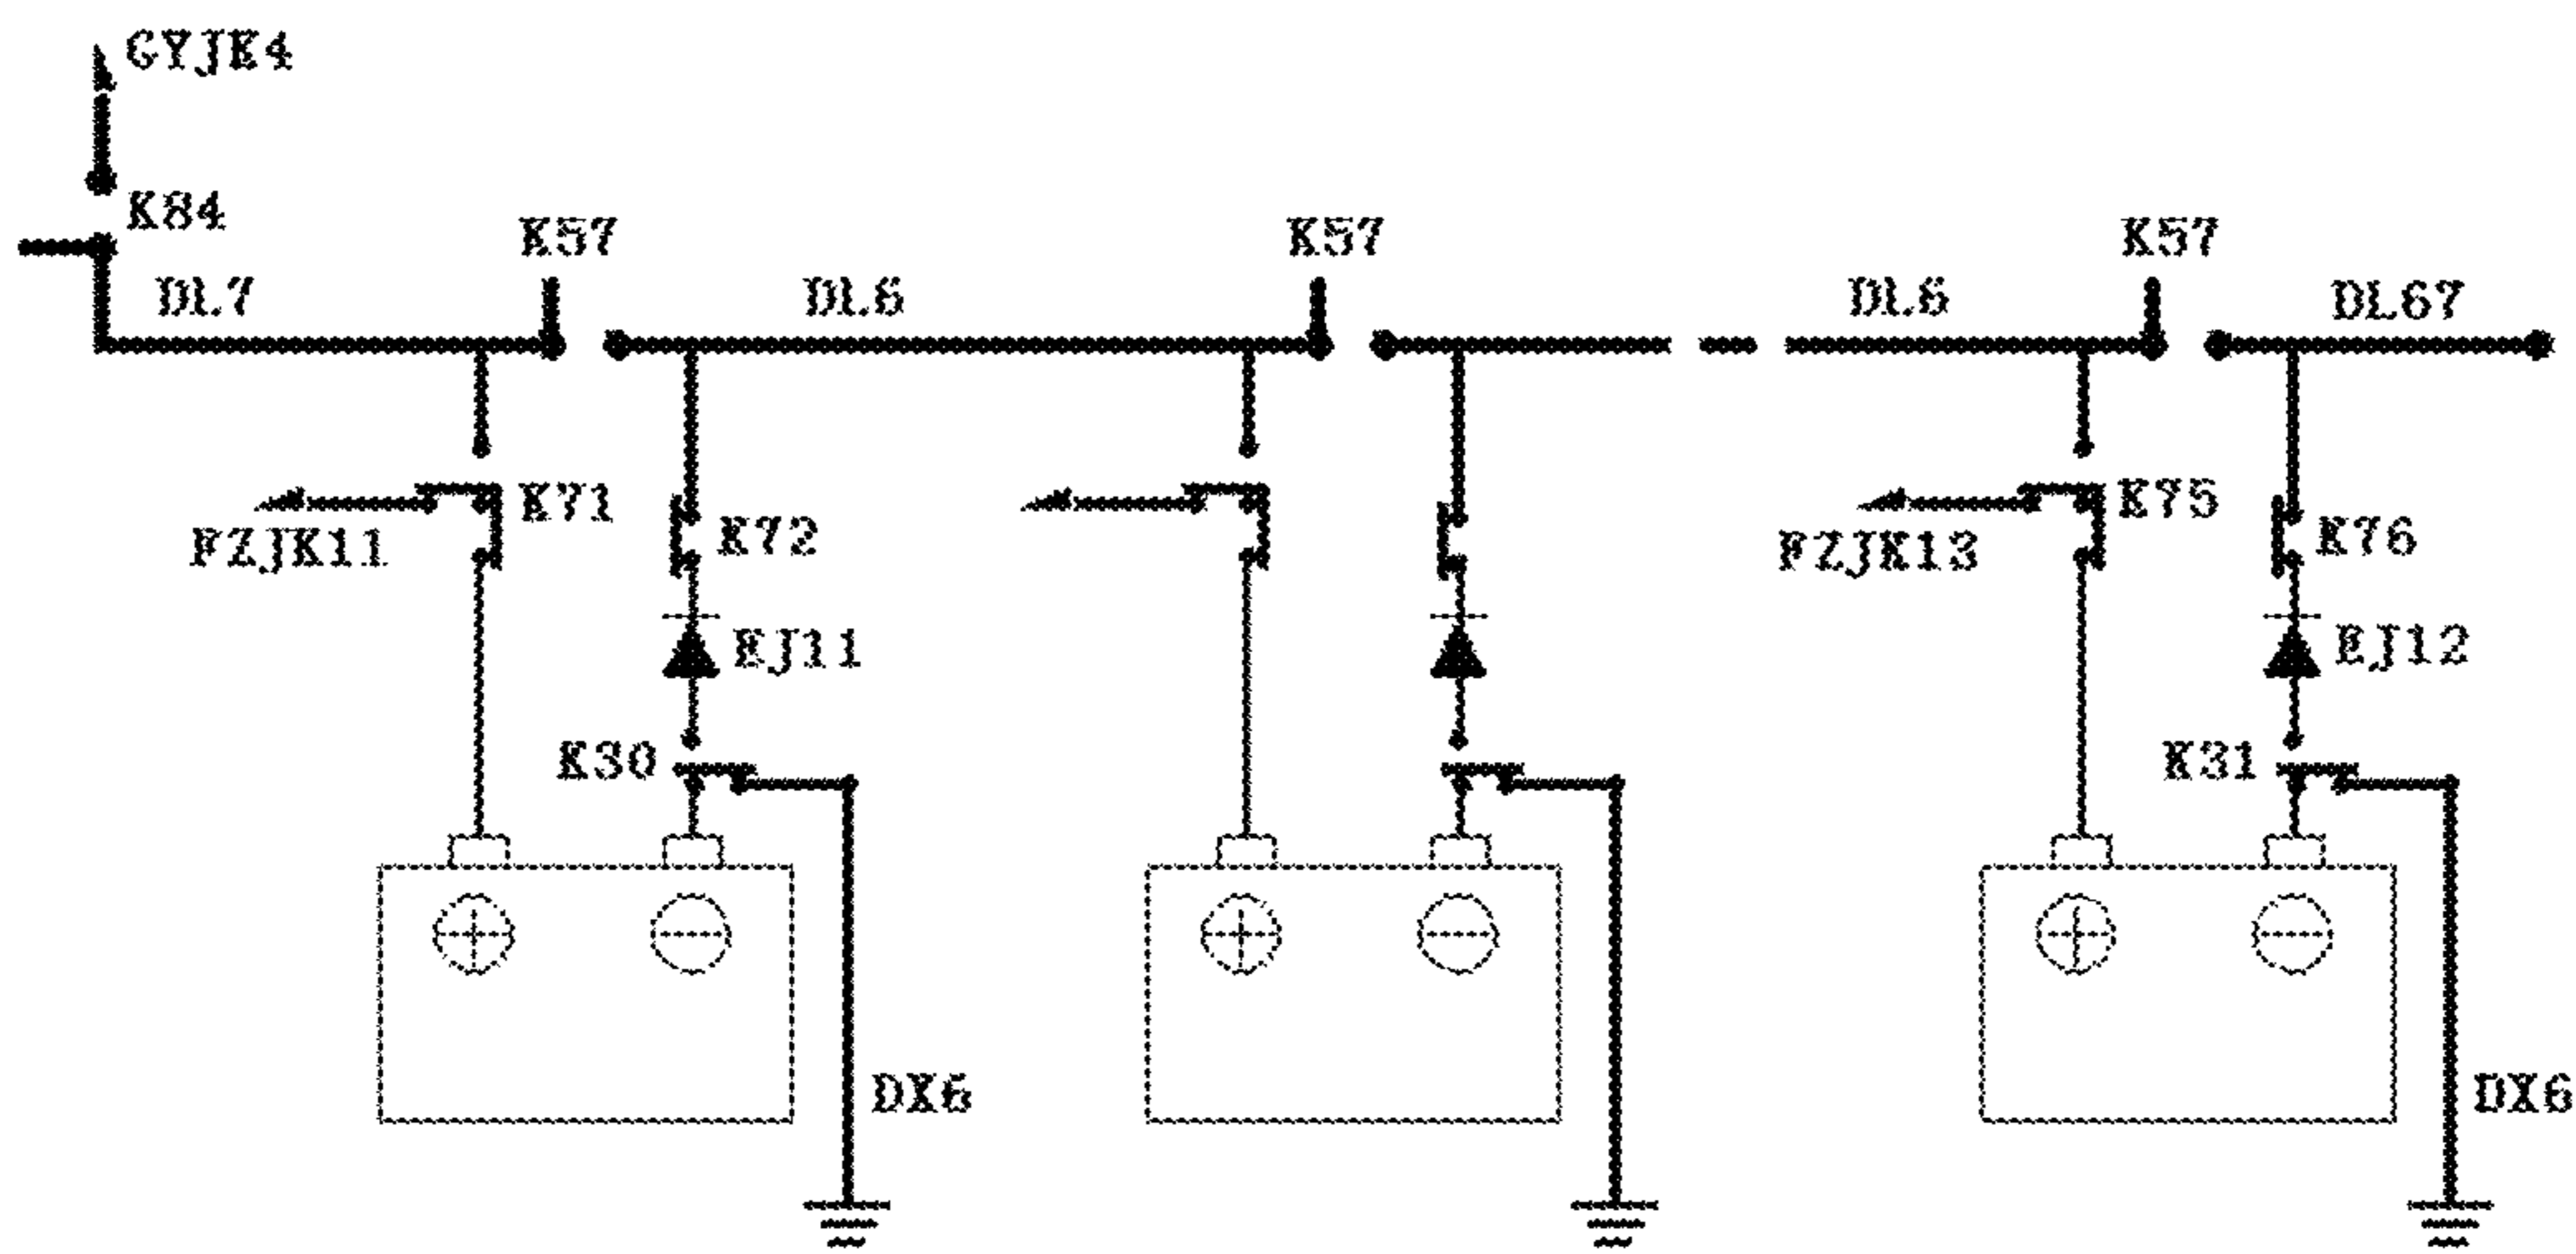 GYJK4
K84
K57
K57
K57
DL7
DL6
DL6
DL67
K71
K75
FZJK11
K72
FZJK13
K76
EJ11
EJ12
K30
K31
DX6
DX6